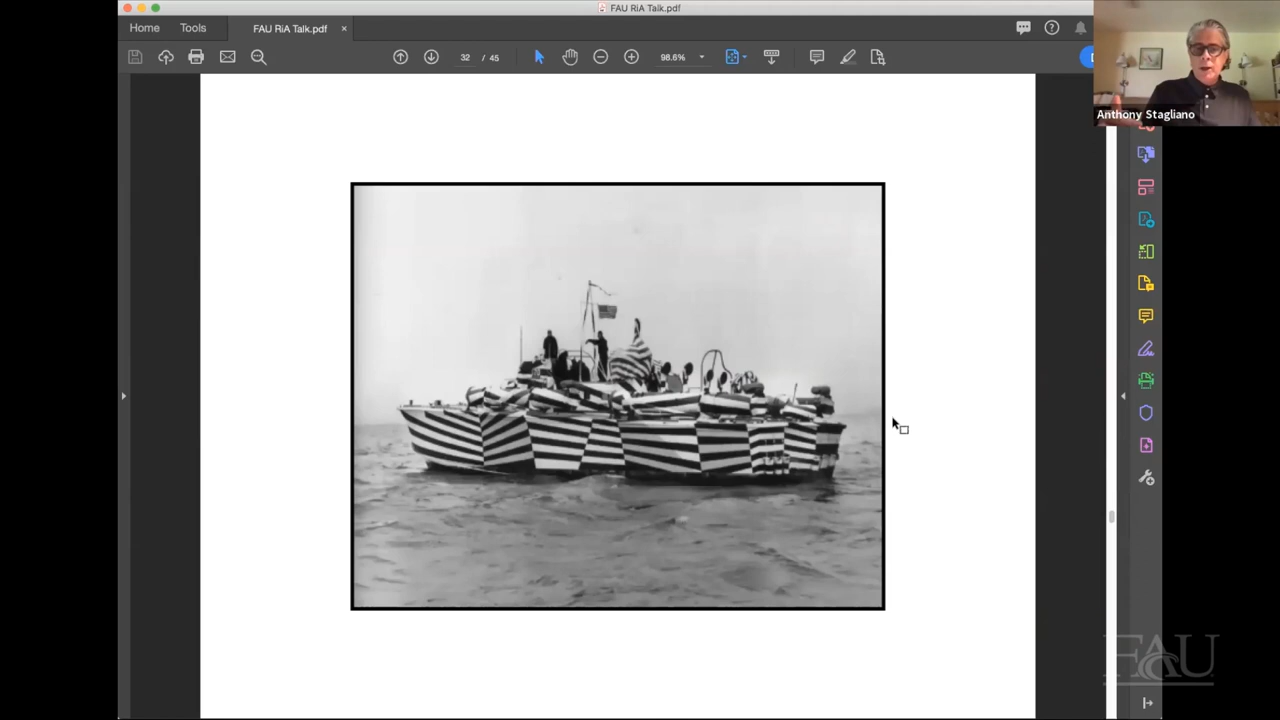 FAU RiA Talk.pdf
Home
Tools
FAU RiA Talk.pdf
32 / 45
98.6%
Anthony Stagliano
FAU